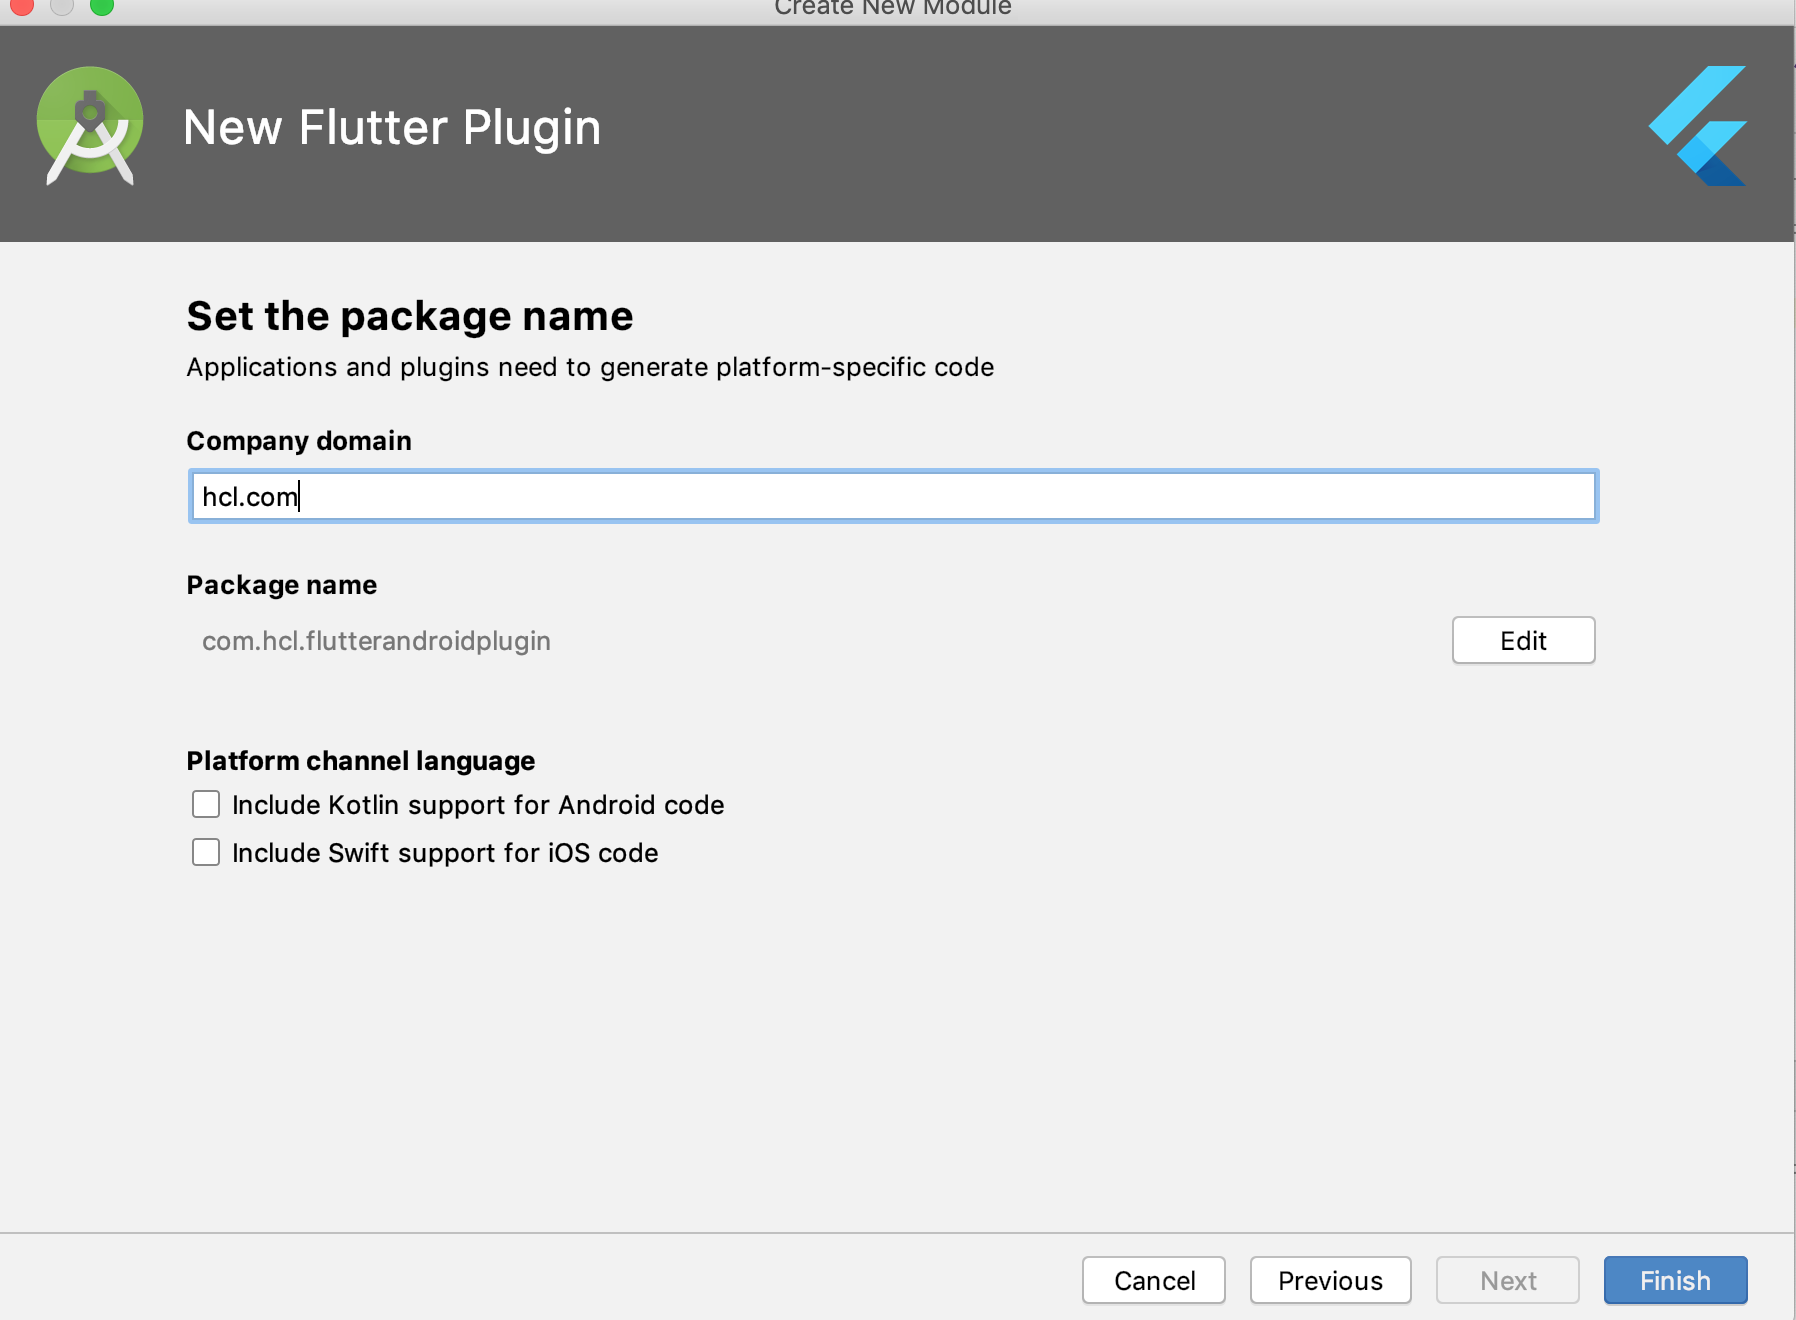 Create New Module
New Flutter Plugin
Set the package name
Applications and plugins need to generate platform-specific code
Company domain
hcl.com
Package name
com.hcl.flutterandroidplugin
Edit
Platform channel language
Include Kotlin support for Android code
Include Swift support for iOS code
Cancel
Previous
Next
Finish